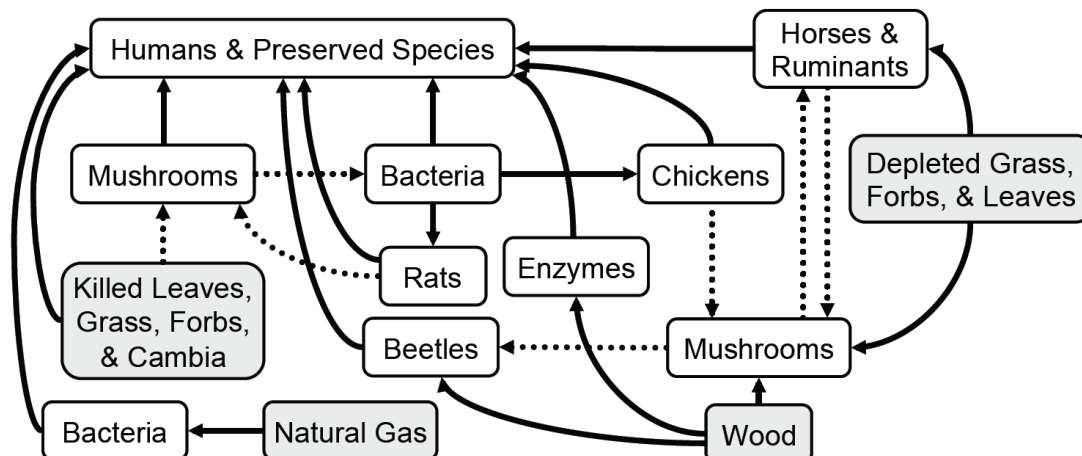 Humans & Preserved Species
Horses &
Ruminants
Mushrooms
Bacteria
Chickens
Depleted Grass,
Forbs, & Leaves
Rats
Enzymes
Killed Leaves,
Grass, Forbs,
& Cambia
Beetles
Mushrooms
Bacteria
Natural Gas
Wood